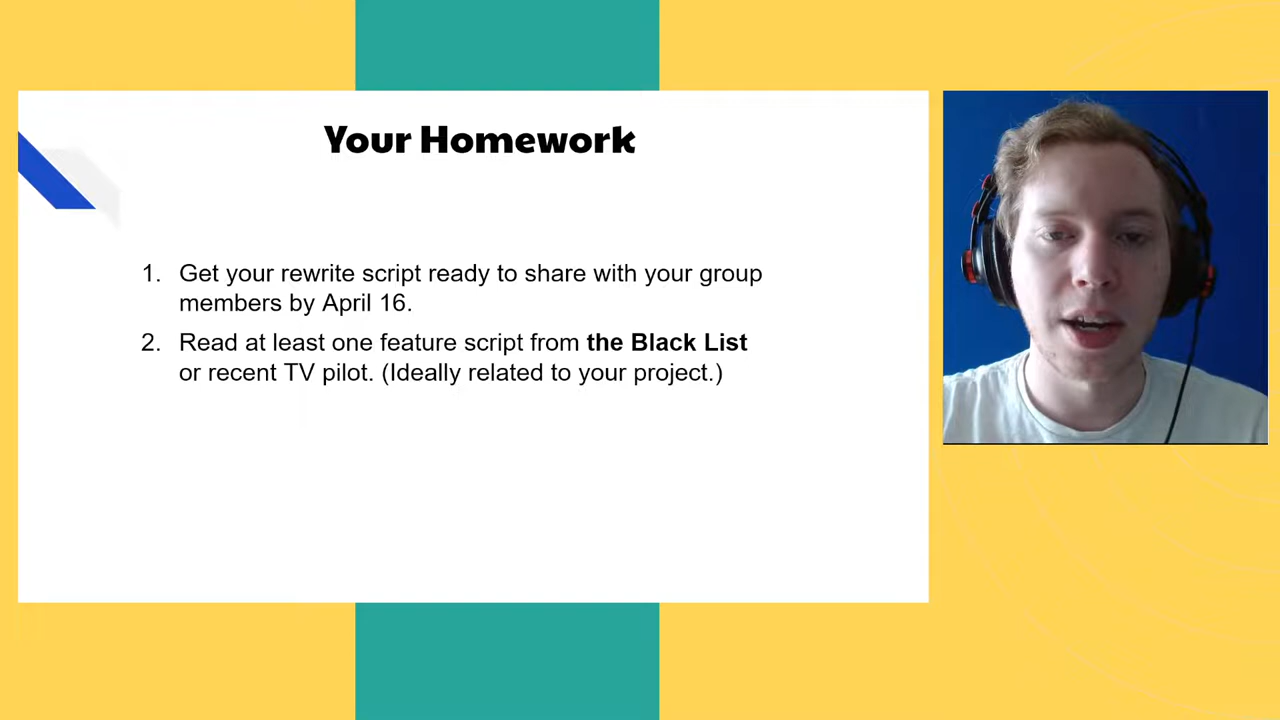 Your Homework
1. Get your rewrite script ready to share with your group
members by April 16.
2. Read at least one feature script from the Black List
or recent TV pilot. (Ideally related to your project.)